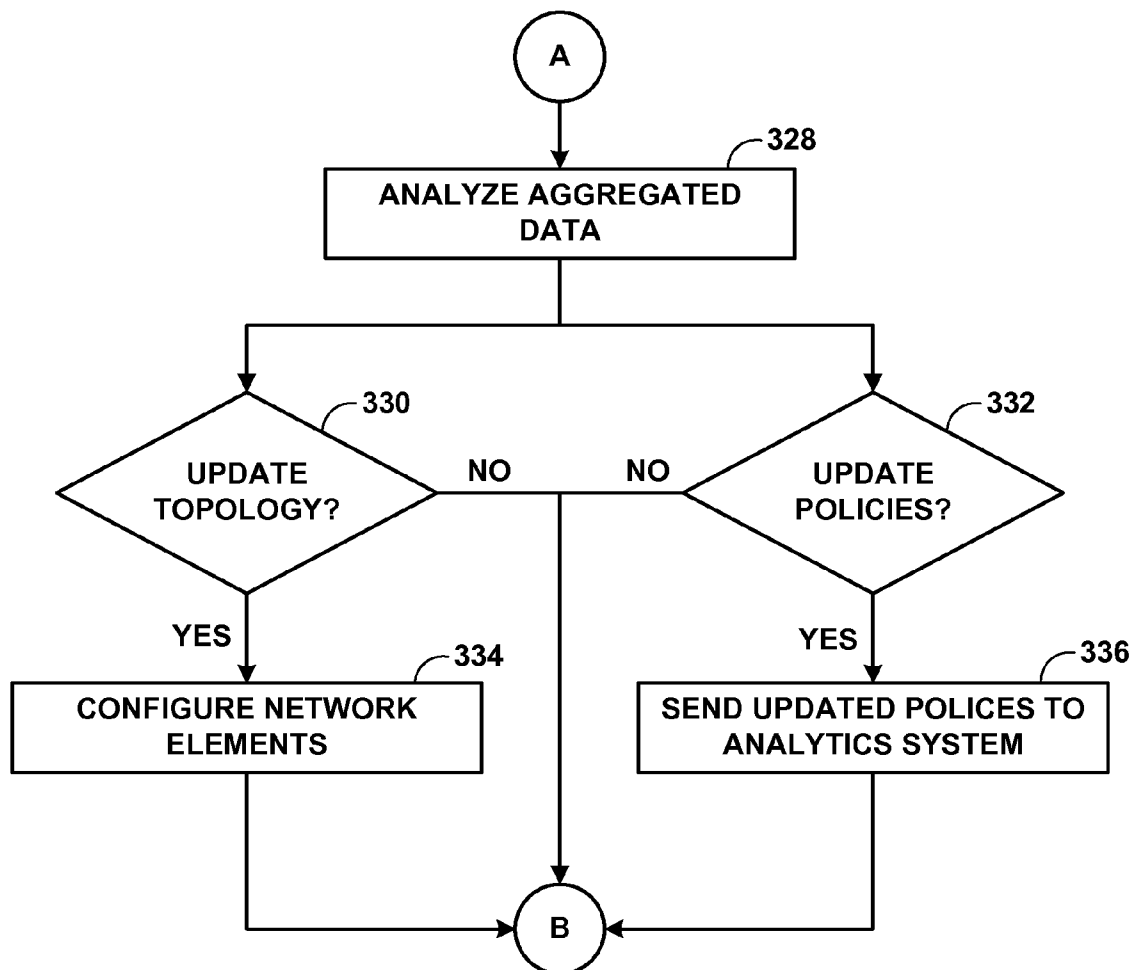 A
328
ANALYZE AGGREGATED
DATA
330
332
UPDATE
TOPOLOGY?
NO
NO
UPDATE
POLICIES?
YES
YES
334
336
CONFIGURE NETWORK
ELEMENTS
SEND UPDATED POLICES TO
ANALYTICS SYSTEM
B